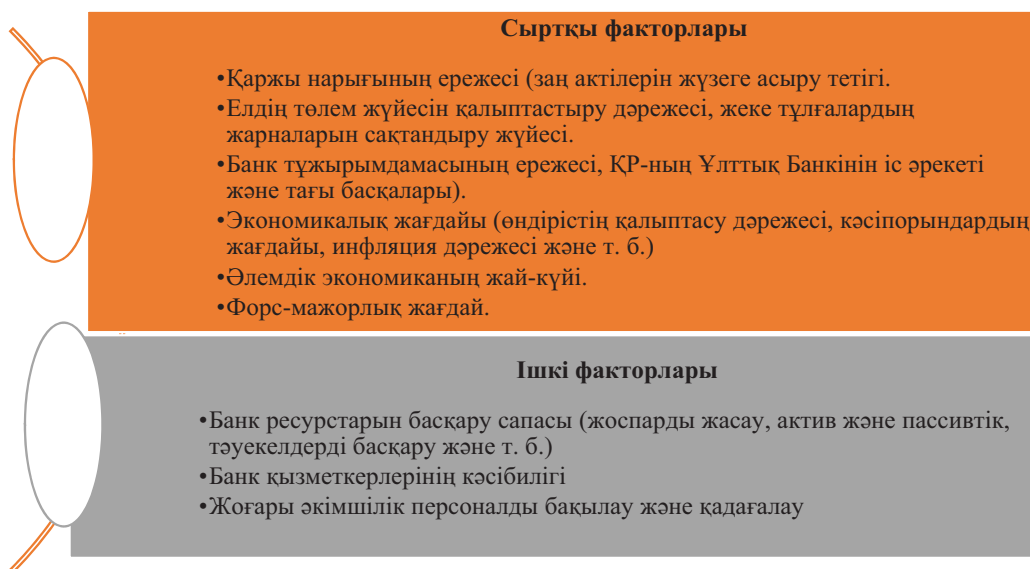 Сыртқы факторлары
•Қаржы нарығының ережесі (заң актілерін жүзеге асыру тетігі.
•Елдің төлем жүйесін қалыптастыру дәрежесі, жеке тұлғалардың
жарналарын сақтандыру жүйесі.
•Банк тұжырымдамасының ережесі, ҚР-ның Ұлттық Банкінін іс әрекеті
және тағы басқалары).
•Экономикалық жағдайы (өндірістің қалыптасу дәрежесі, кәсіпорындардың
жағдайы, инфляция дәрежесі және т. б.)
•Әлемдік экономиканың жай-күйі.
•Форс-мажорлық жағдай.
Ішкі факторлары
•Банк ресурстарын басқару сапасы (жоспарды жасау, актив және пассивтік,
тәуекелдерді басқару және т. б.)
•Банк қызметкерлерінің кәсібилігі
•Жоғары әкімшілік персоналды бақылау және қадағалау